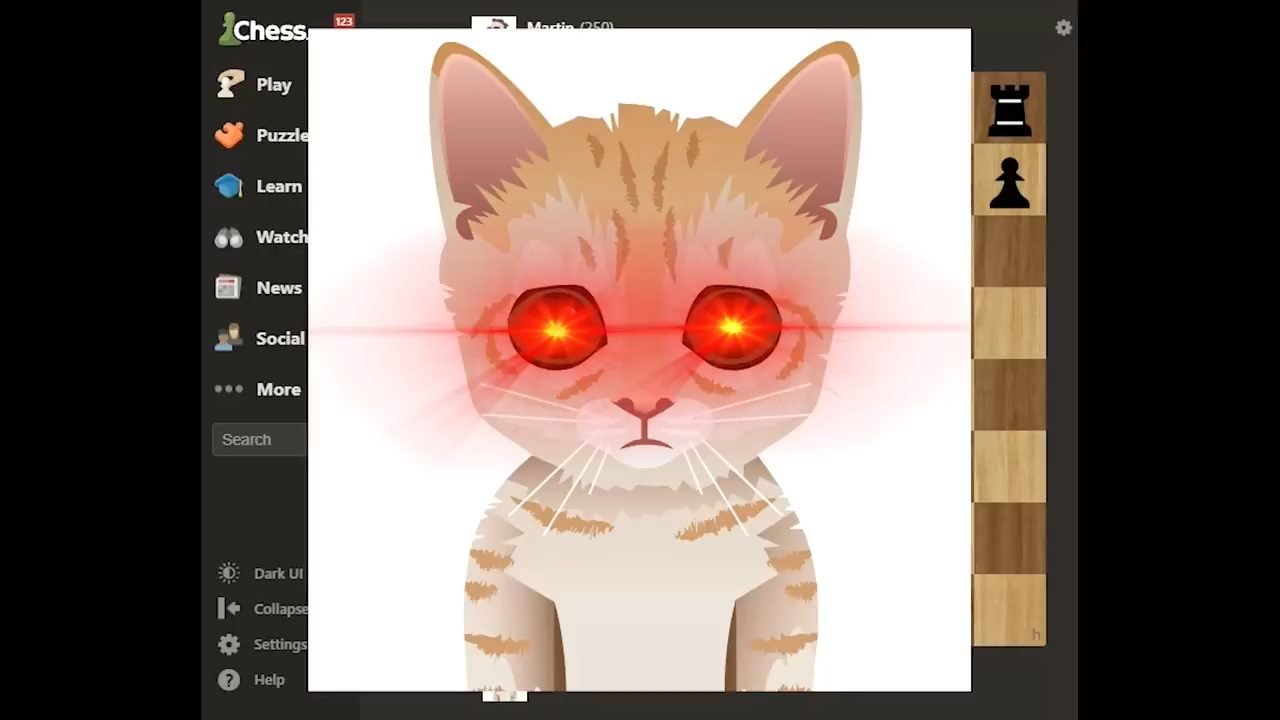 Chess.
123
Martin (250)
Play
Puzzle
Learn
Watch
News
Social
More
Search
Dark UI
Collapse
Settings
Help
h